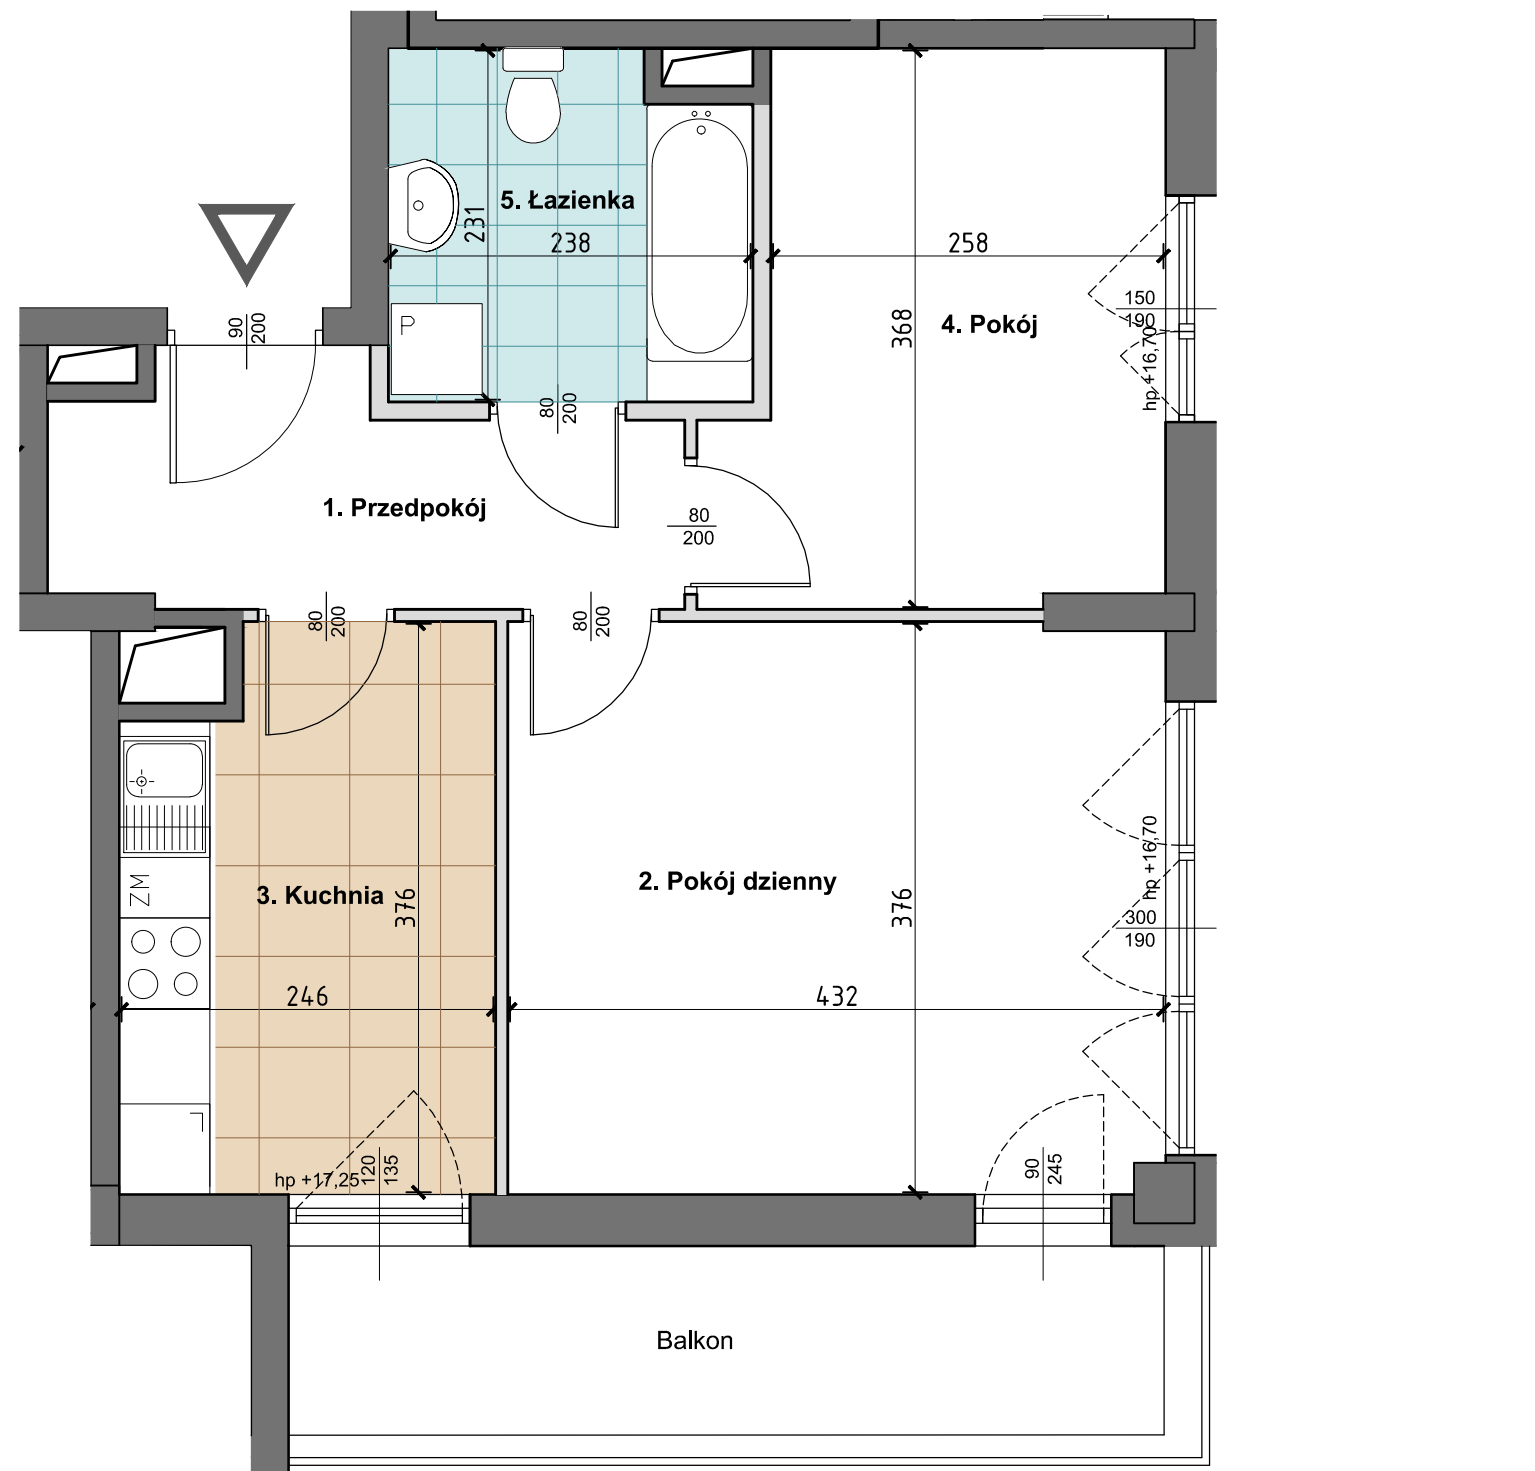 5. Łazienka
231
238
258
368
4. Pokój
150
190
hp +16,70
90
200
P
80
200
1. Przedpokój
80
200
80
200
80
200
hp +16,70
300
190
2. Pokój dzienny
3. Kuchnia
ZM
376
376
246
432
hp +17,25
120
135
90
245
Balkon